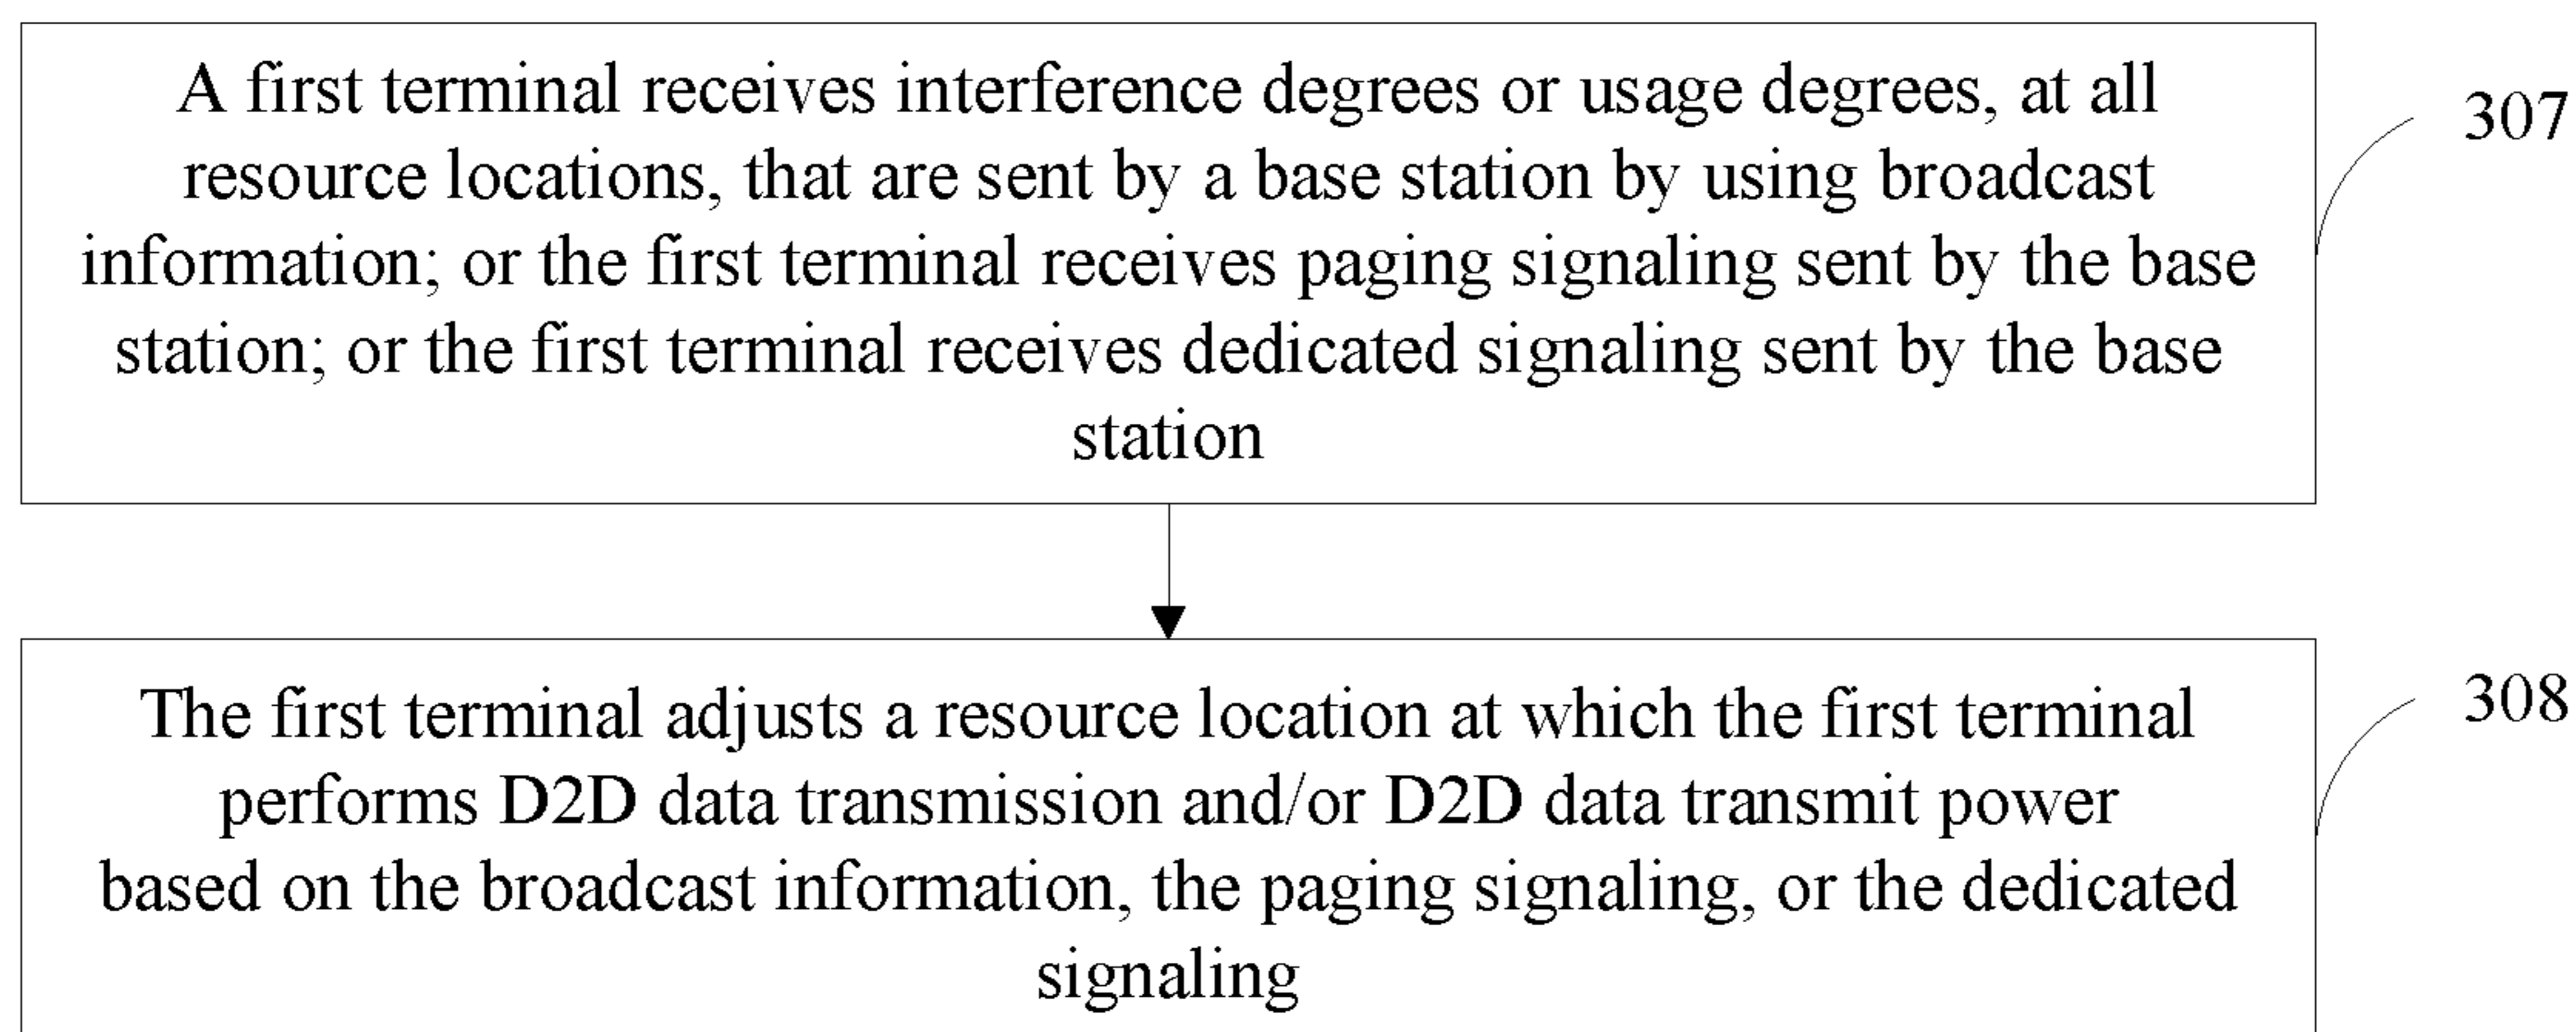 A first terminal receives interference degrees or usage degrees, at all
resource locations, that are sent by a base station by using broadcast
information; or the first terminal receives paging signaling sent by the base
station; or the first terminal receives dedicated signaling sent by the base
station
307
The first terminal adjusts a resource location at which the first terminal
performs D2D data transmission and/or D2D data transmit power
based on the broadcast information, the paging signaling, or the dedicated
signaling
308